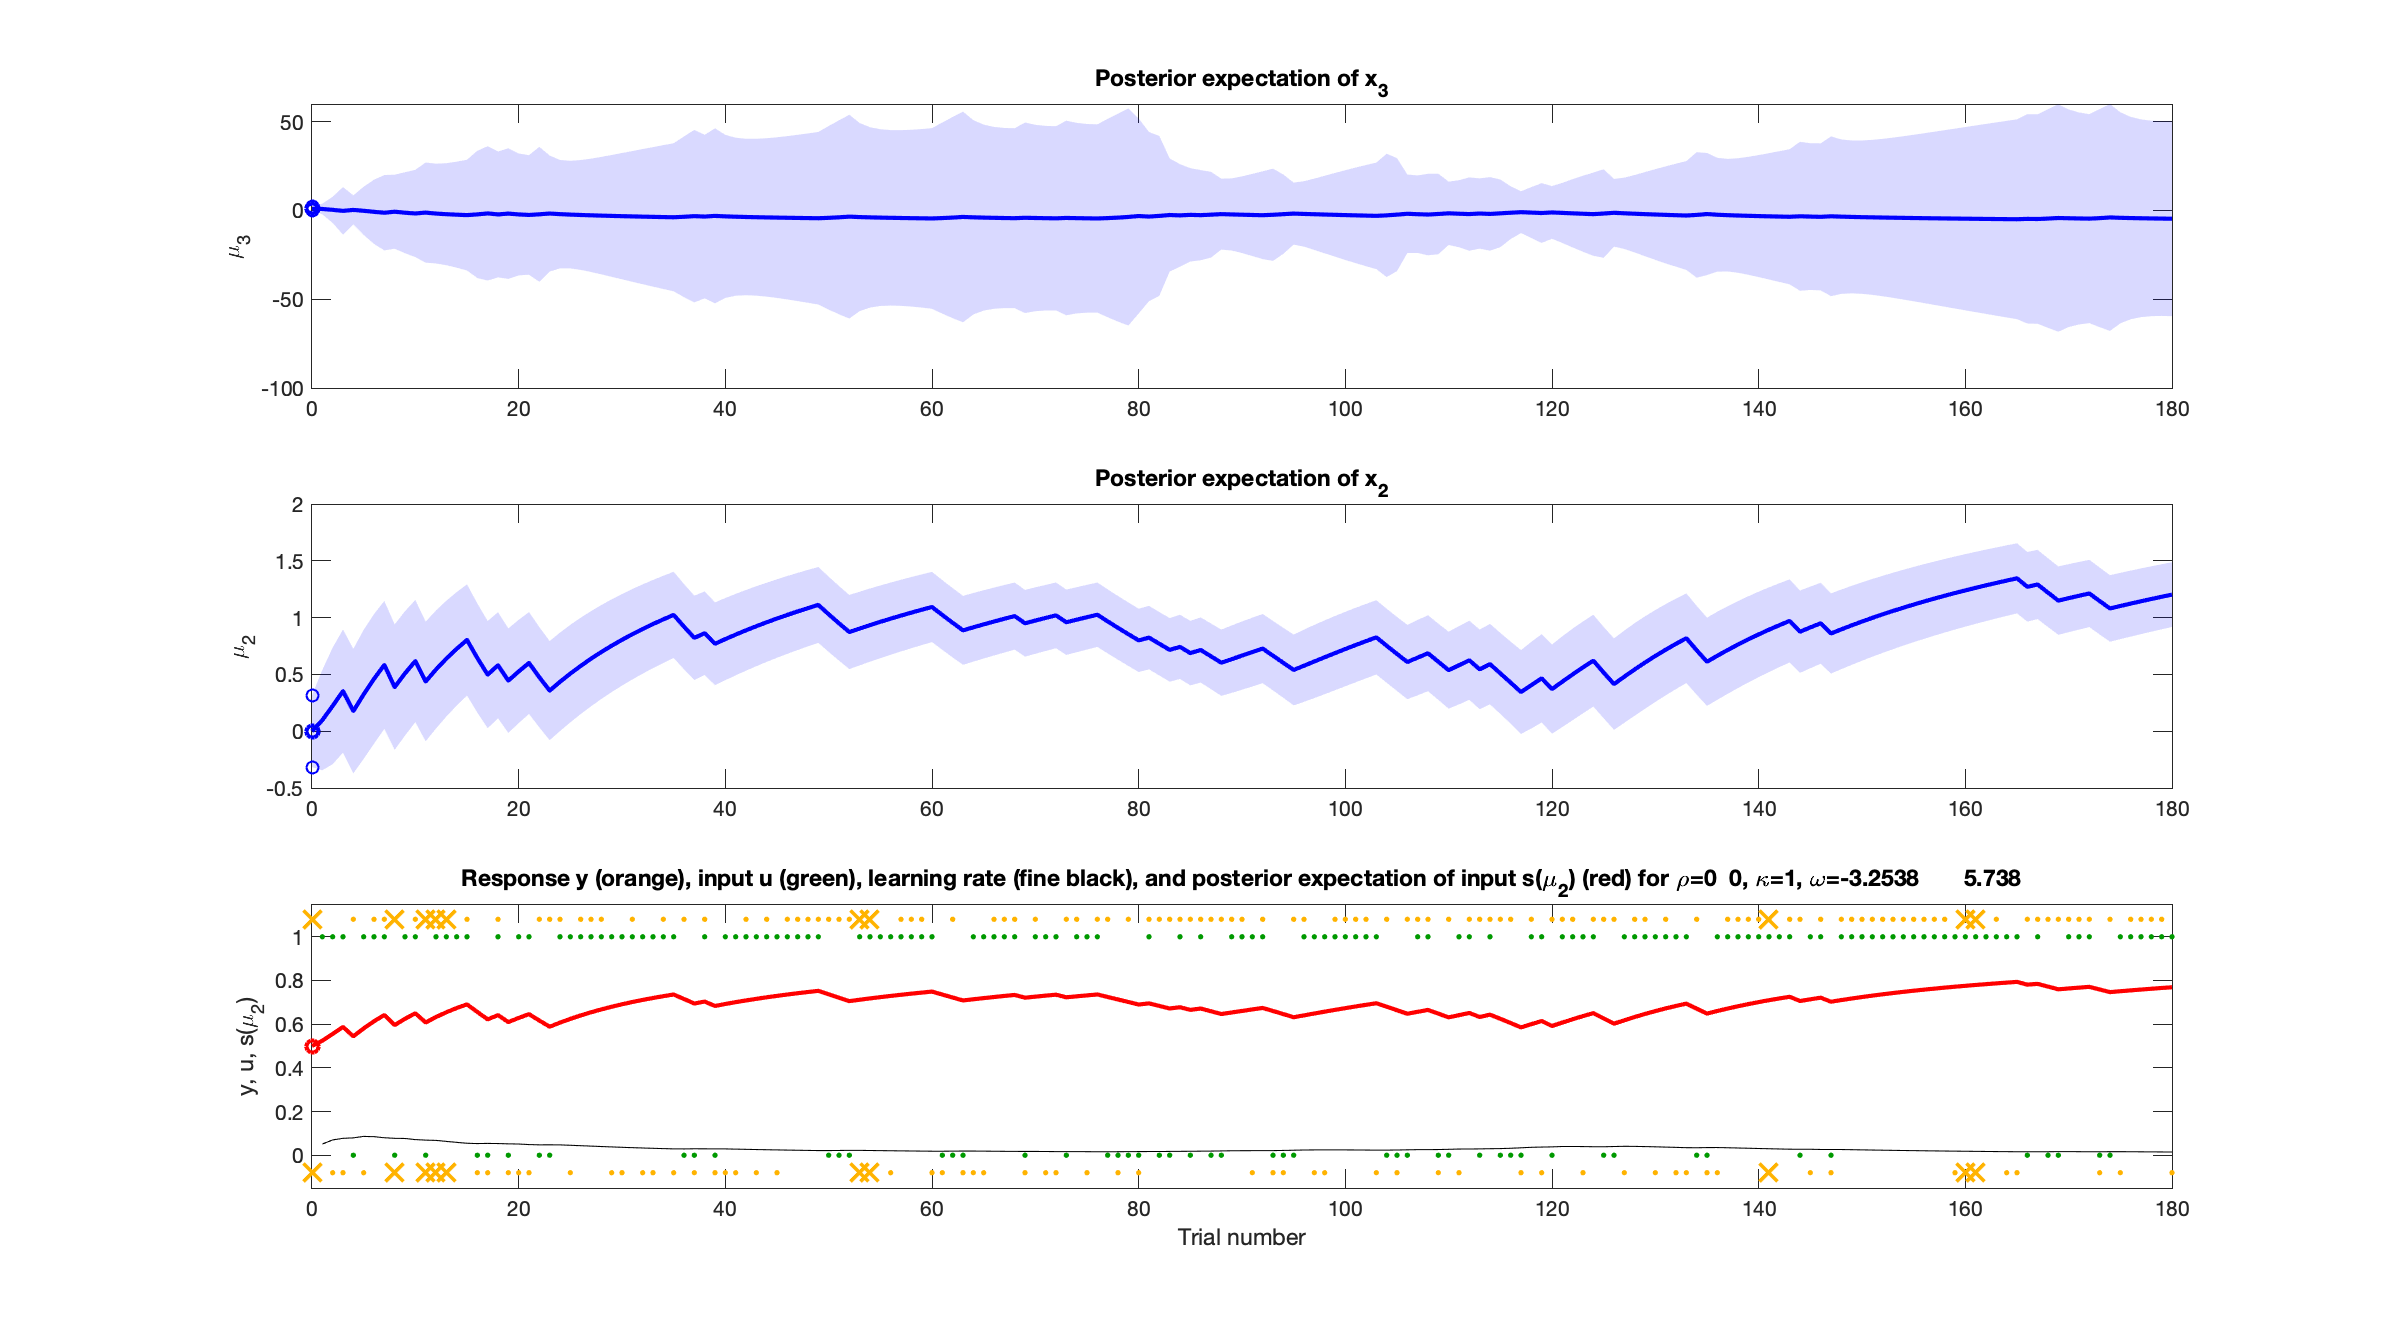 Posterior expectation of x3
50
0
-50
-100
μ3
0 20 40 60 80 100 120 140 160 180
Posterior expectation of x2
2
1.5
1
0.5
0
-0.5
μ2
0 20 40 60 80 100 120 140 160 180
Response y (orange), input u (green), learning rate (fine black), and posterior expectation of input s(μ2) (red) for ρ=0 0, κ=1, ω=-3.2538 5.738
1
0.8
0.6
0.4
0.2
0
y, u, s(μ2)
0 20 40 60 80 100 120 140 160 180
Trial number